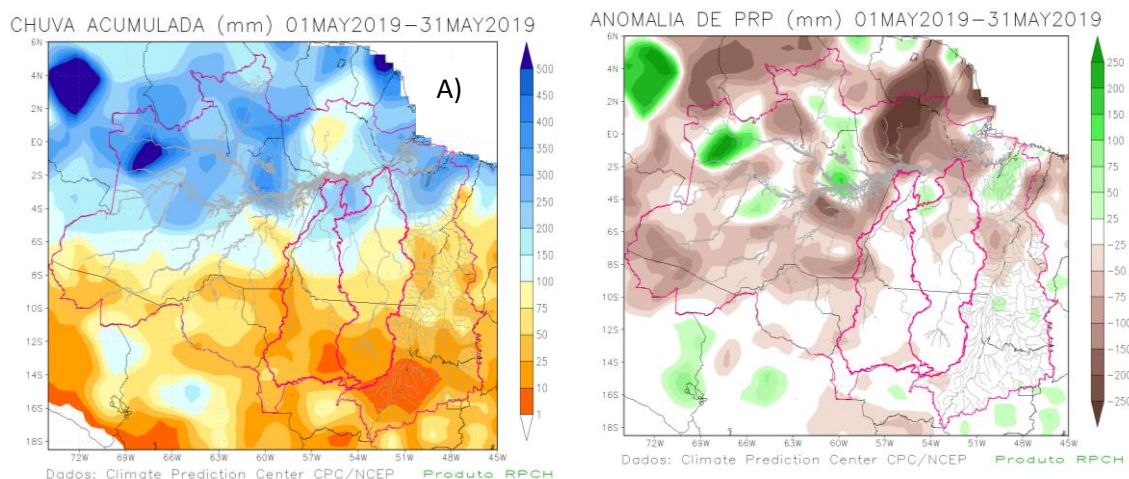 CHUVA ACUMULADA (mm) 01MAY2019-31MAY2019
A)
6N
4N
2N
EQ
2S
4S
6S
8S
10S
12S
14S
16S
18S
72W 69W 66W 63W 60W 57W 54W 51W 48W 45W
500
450
400
350
300
250
200
150
100
75
50
25
10
1
Dados: Climate Prediction Center CPC/NCEP Produto RPCH
ANOMALIA DE PRP (mm) 01MAY2019-31MAY2019
6N
4N
2N
EQ
2S
4S
6S
8S
10S
12S
14S
16S
18S
72W 69W 66W 63W 60W 57W 54W 51W 48W 45W
250
200
150
100
75
50
25
-25
-50
-75
-100
-150
-200
-250
Dados: Climate Prediction Center CPC/NCEP Produto RPCH